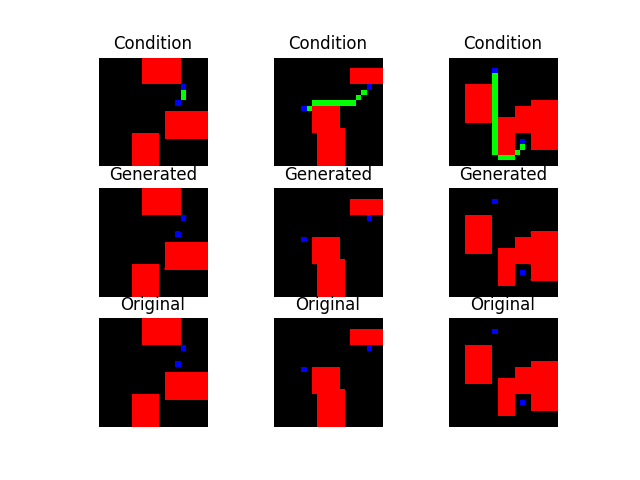 Condition Condition Condition
Generated Generated Generated
Original Original Original